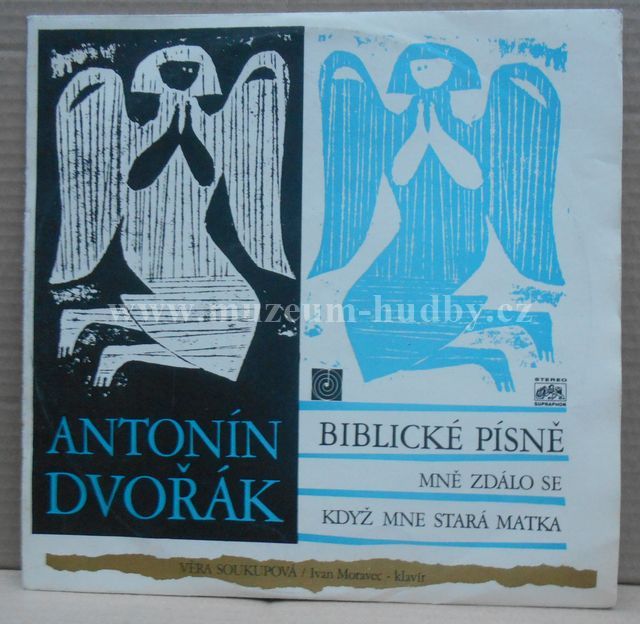 www.muzeum-hudby.cz
STEREO
SUPRAPHON
ANTONÍN
DVOŘÁK
BIBLICKÉ PÍSNĚ
MNĚ ZDÁLO SE
KDYŽ MNE STARÁ MATKA
VĚRA SOUKUPOVÁ / Ivan Moravec - klavír